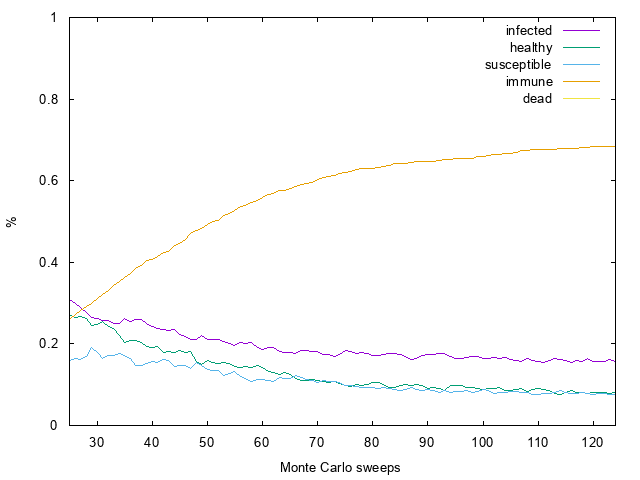 1
0.8
0.6
0.4
0.2
0
%
infected
healthy
susceptible
immune
dead
30 40 50 60 70 80 90 100 110 120
Monte Carlo sweeps